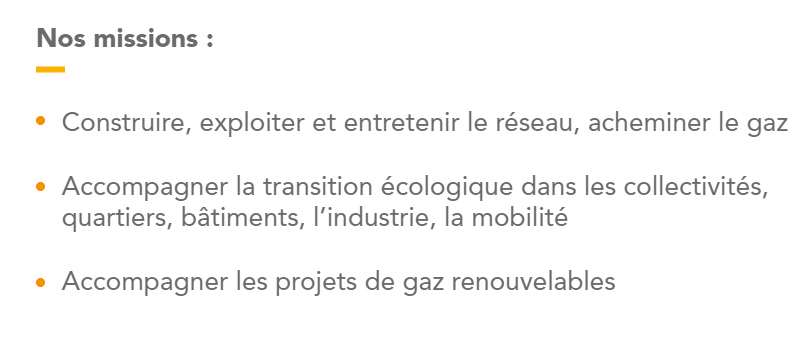 Nos missions :
Construire, exploiter et entretenir le réseau, acheminer le gaz
Accompagner la transition écologique dans les collectivités,
quartiers, bâtiments, l’industrie, la mobilité
Accompagner les projets de gaz renouvelables